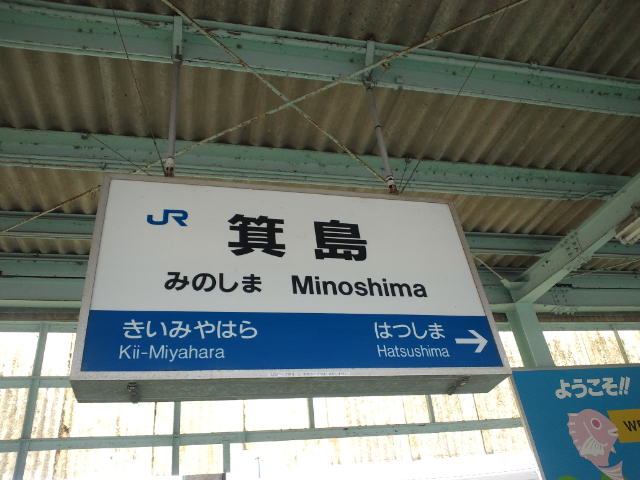 JR
箕島
みのしま Minoshima
きいみやはら はつしま
Kii-Miyahara Hatsushima
ようこそ!!